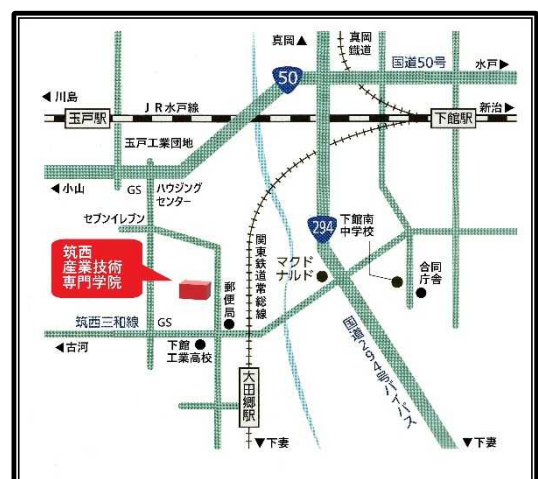 真岡▲
真岡
鐵道
国道50号
水戸▶
50
◀川島
JR水戸線
新治▶
玉戸駅
下館駅
玉戸工業団地
◀小山
GS
ハウジング
センター
セブンイレブン
294
下館南
中学校
筑西
産業技術
専門学院
関東鉄道常総線
マクド
ナルド
合同
庁舎
郵便局
筑西三和線
GS
◀古河
下館
工業高校
国道294号バイパス
大田郷駅
▼下妻
▼下妻